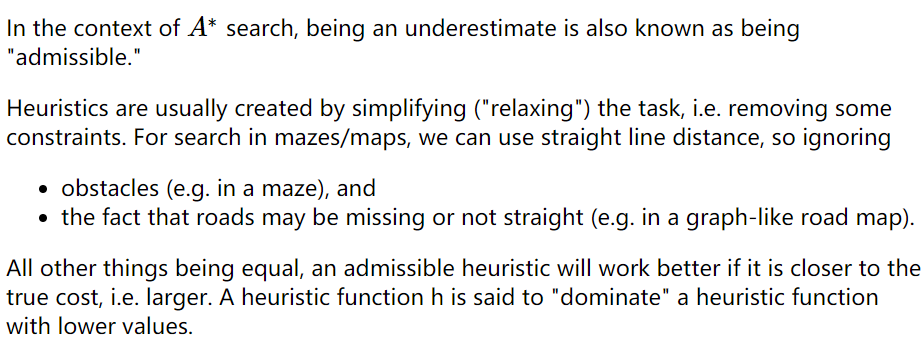 In the context of A* search, being an underestimate is also known as being
"admissible."
Heuristics are usually created by simplifying ("relaxing") the task, i.e. removing some
constraints. For search in mazes/maps, we can use straight line distance, so ignoring
• obstacles (e.g. in a maze), and
• the fact that roads may be missing or not straight (e.g. in a graph-like road map).
All other things being equal, an admissible heuristic will work better if it is closer to the
true cost, i.e. larger. A heuristic function h is said to "dominate" a heuristic function
with lower values.